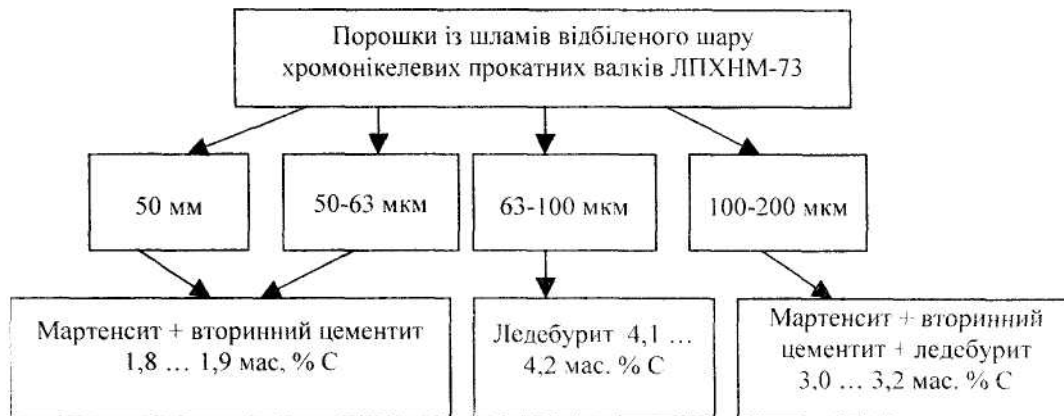 Порошки із шламів відбіленого шару
хромонікелевих прокатних валків ЛПХНМ-73
50 мм
50-63 мкм
63-100 мкм
100-200 мкм
Мартенсит + вторинний цементит
1,8 ... 1,9 мас. % С
Ледебурит 4,1 ...
4,2 мас. % С
Мартенсит + вторинний
цементит + ледебурит
3,0 ... 3,2 мас. % С